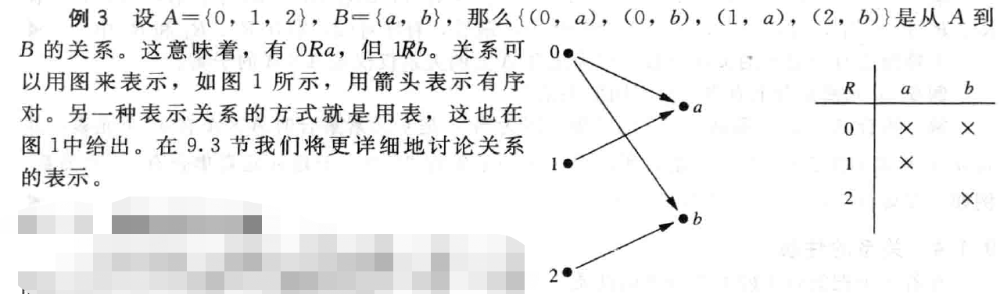 例 3 设 A={0, 1, 2}, B={a, b}, 那么{(0, a), (0, b), (1, a), (2, b)}是从 A 到
B 的关系。这意味着, 有 0Ra, 但 1R̸b。关系可
以用图来表示, 如图 1 所示, 用箭头表示有序
对。另一种表示关系的方式就是用表, 这也在
图 1中给出。在 9.3 节我们将更详细地讨论关系
的表示。
0
a
1
b
2
R a b
0 × ×
1 ×
2 ×